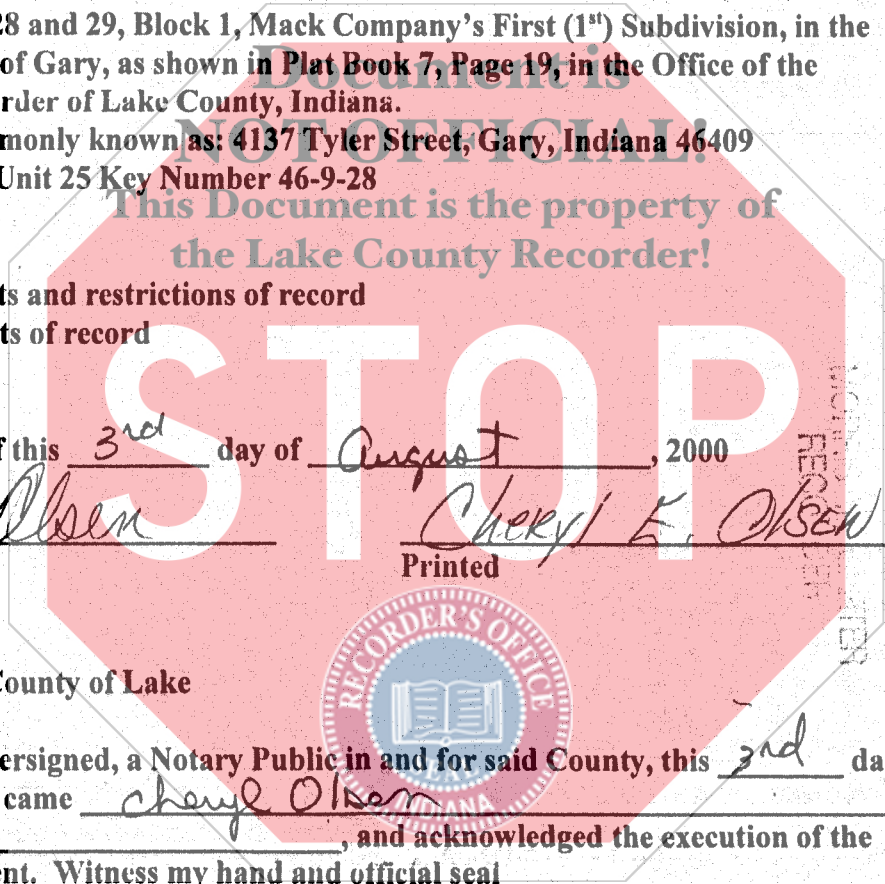 28 and 29, Block 1, Mack Company's First (1st) Subdivision, in the
of Gary, as shown in Plat Book 7, Page 19, in the Office of the
rder of Lake County, Indiana.
monly known as: 4137 Tyler Street, Gary, Indiana 46409
Unit 25 Key Number 46-9-28
Document is
NOT OFFICIAL!
This Document is the property of
the Lake County Recorder!
ts and restrictions of record
ts of record
STOP
f this 3rd day of August, 2000
Olsen Cheryl E. Olsen
Printed
RECORDER'S OFFICE
SEAL
INDIANA
County of Lake
ersigned, a Notary Public in and for said County, this 3rd da
came Cheryl Olsen
, and acknowledged the execution of the
ent. Witness my hand and official seal